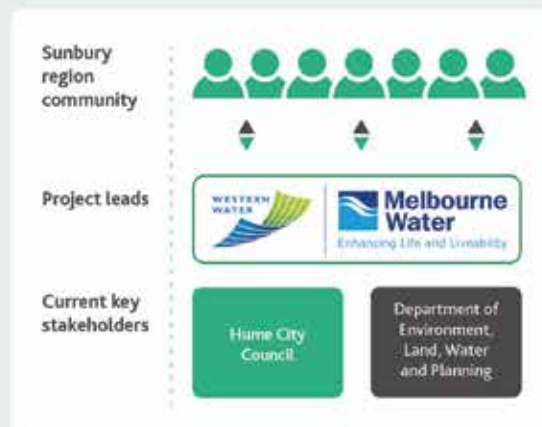 Sunbury
region
community
Project leads
WESTERN
WATER
Melbourne
Water
Enhancing Life and Liveability
Current key
stakeholders
Hume City
Council
Department of
Environment,
Land, Water
and Planning